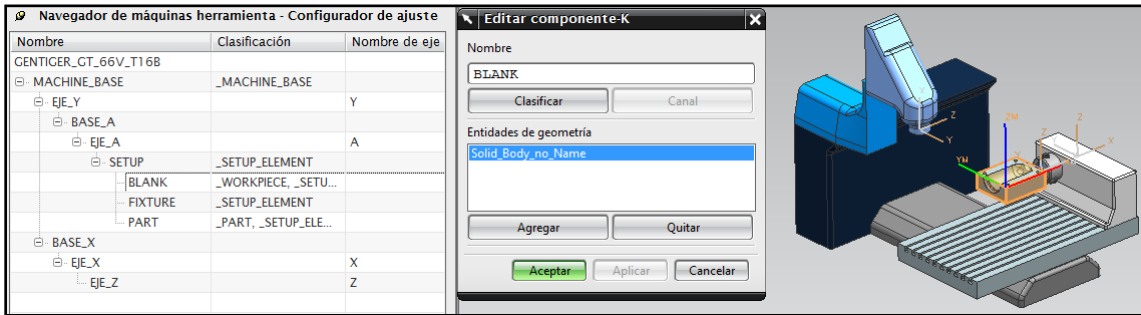 Navegador de máquinas herramienta - Configurador de ajuste
Nombre Clasificación Nombre de eje
GENTIGER_GT_66V_T16B
MACHINE_BASE _MACHINE_BASE
EJE_Y Y
BASE_A
EJE_A A
SETUP _SETUP_ELEMENT
BLANK _WORKPIECE, _SETU...
FIXTURE _SETUP_ELEMENT
PART _PART, _SETUP_ELE...
BASE_X
EJE_X X
EJE_Z Z
Editar componente-K
Nombre
BLANK
Clasificar Canal
Entidades de geometría
Solid_Body_no_Name
Agregar Quitar
Aceptar Aplicar Cancelar
X
Z
Y
ZM
Z
Z
X
YM
Y